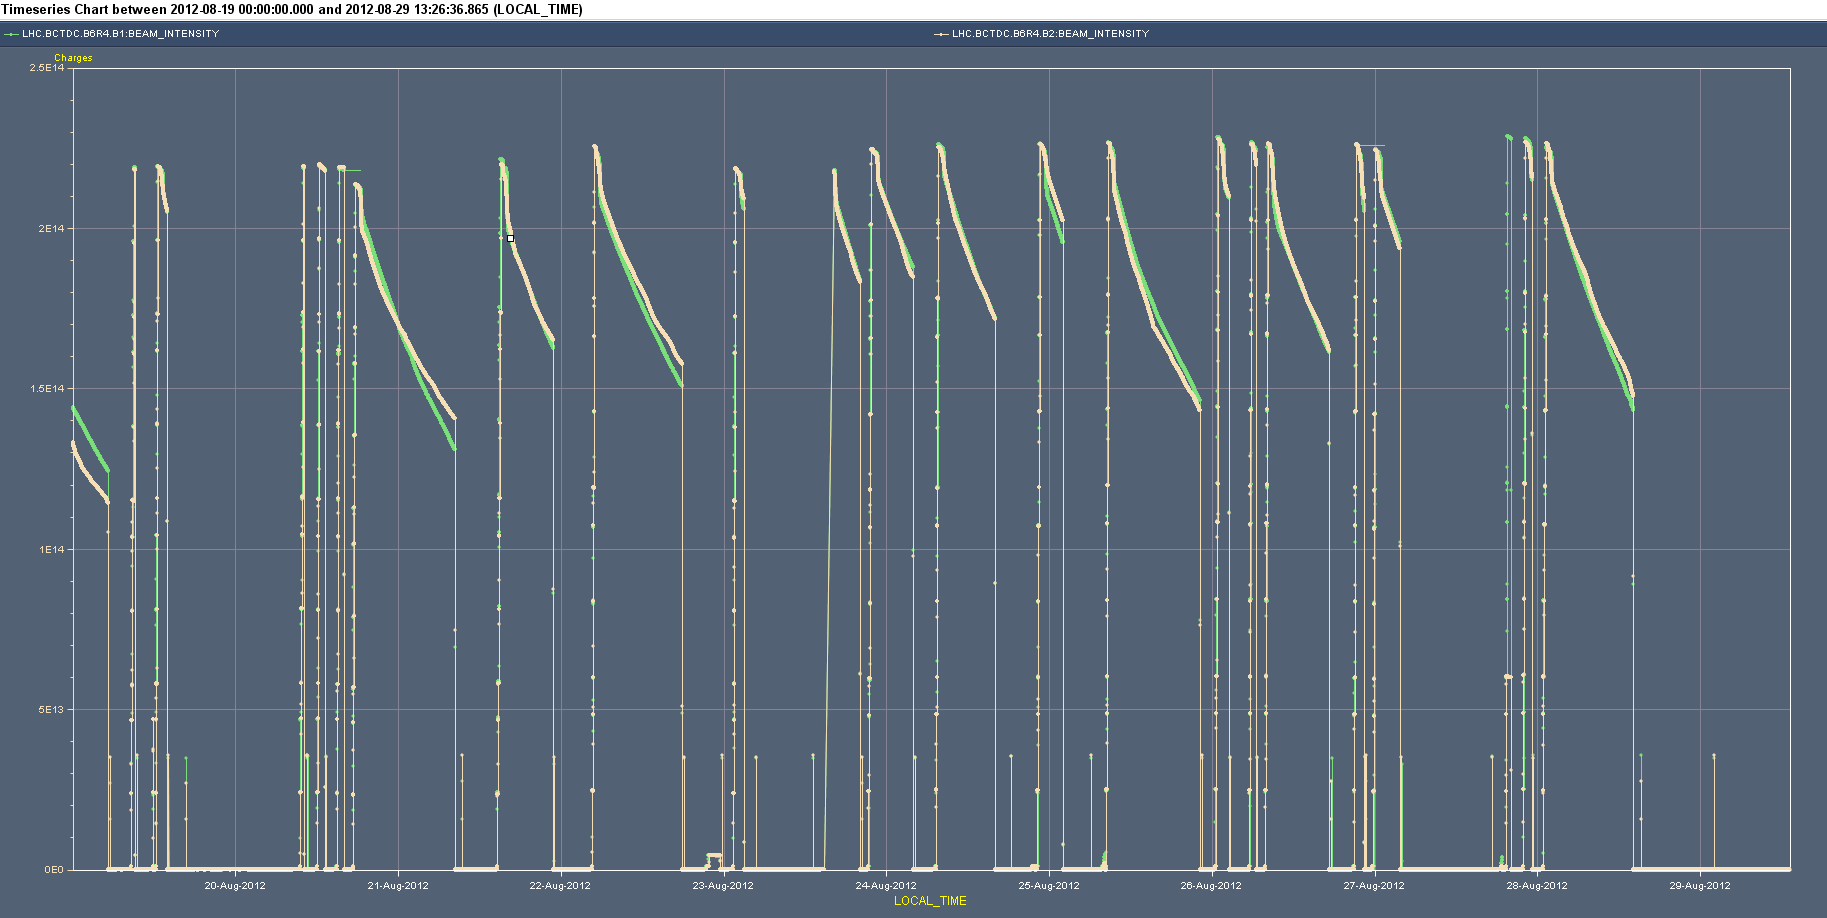 Timeseries Chart between 2012-08-19 00:00:00.000 and 2012-08-29 13:26:36.865 (LOCAL_TIME)
LHC.BCTDC.B6R4.B1:BEAM_INTENSITY LHC.BCTDC.B6R4.B2:BEAM_INTENSITY
Charges
2.5E14
2E14
1.5E14
1E14
5E13
0E0
20-Aug-2012 21-Aug-2012 22-Aug-2012 23-Aug-2012 24-Aug-2012 25-Aug-2012 26-Aug-2012 27-Aug-2012 28-Aug-2012 29-Aug-2012
LOCAL_TIME